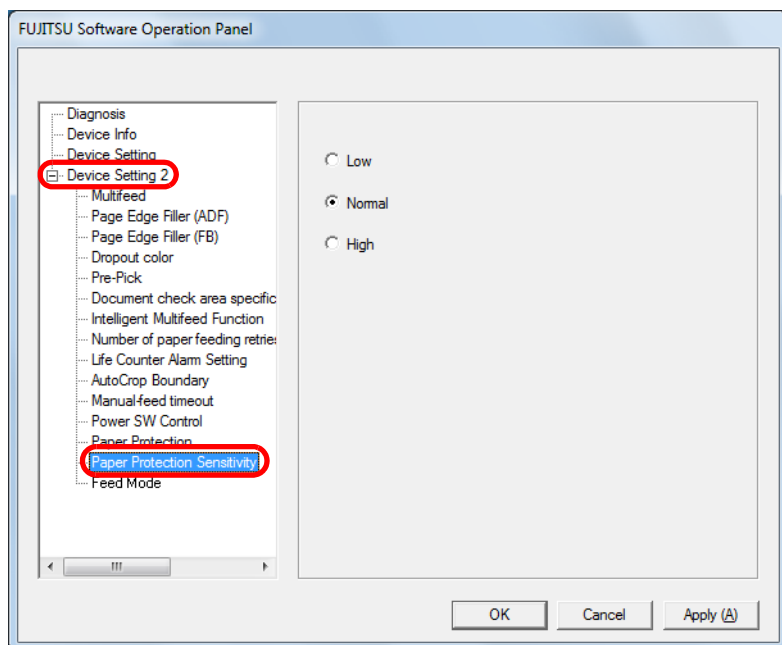 FUJITSU Software Operation Panel
Diagnosis
Device Info
Device Setting
Device Setting 2
Multifeed
Page Edge Filler (ADF)
Page Edge Filler (FB)
Dropout color
Pre-Pick
Document check area specific
Intelligent Multifeed Function
Number of paper feeding retries
Life Counter Alarm Setting
AutoCrop Boundary
Manual-feed timeout
Power SW Control
Paper Protection
Paper Protection Sensitivity
Feed Mode
Low
Normal
High
OK
Cancel
Apply (A)